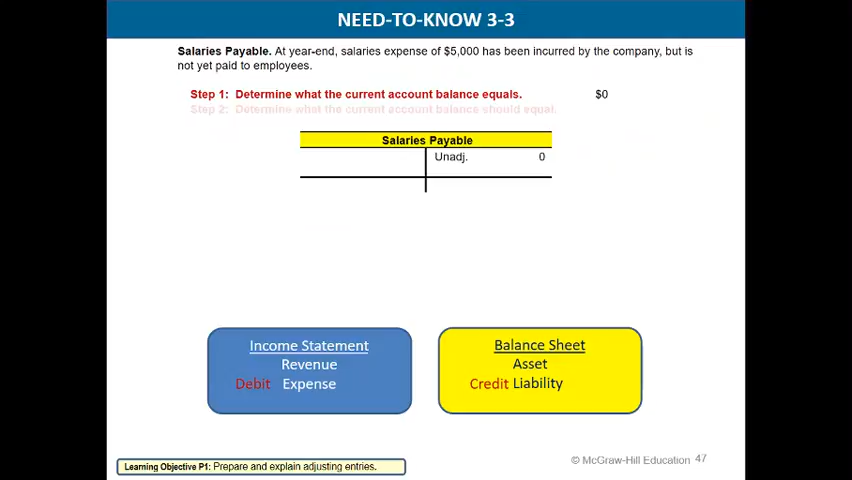 NEED-TO-KNOW 3-3
Salaries Payable. At year-end, salaries expense of $5,000 has been incurred by the company, but is
not yet paid to employees.
Step 1: Determine what the current account balance equals. $0
Step 2: Determine what the current account balance should equal.
Salaries Payable
Unadj. 0
Income Statement
Revenue
Debit Expense
Balance Sheet
Asset
Credit Liability
Learning Objective P1: Prepare and explain adjusting entries.
© McGraw-Hill Education 47